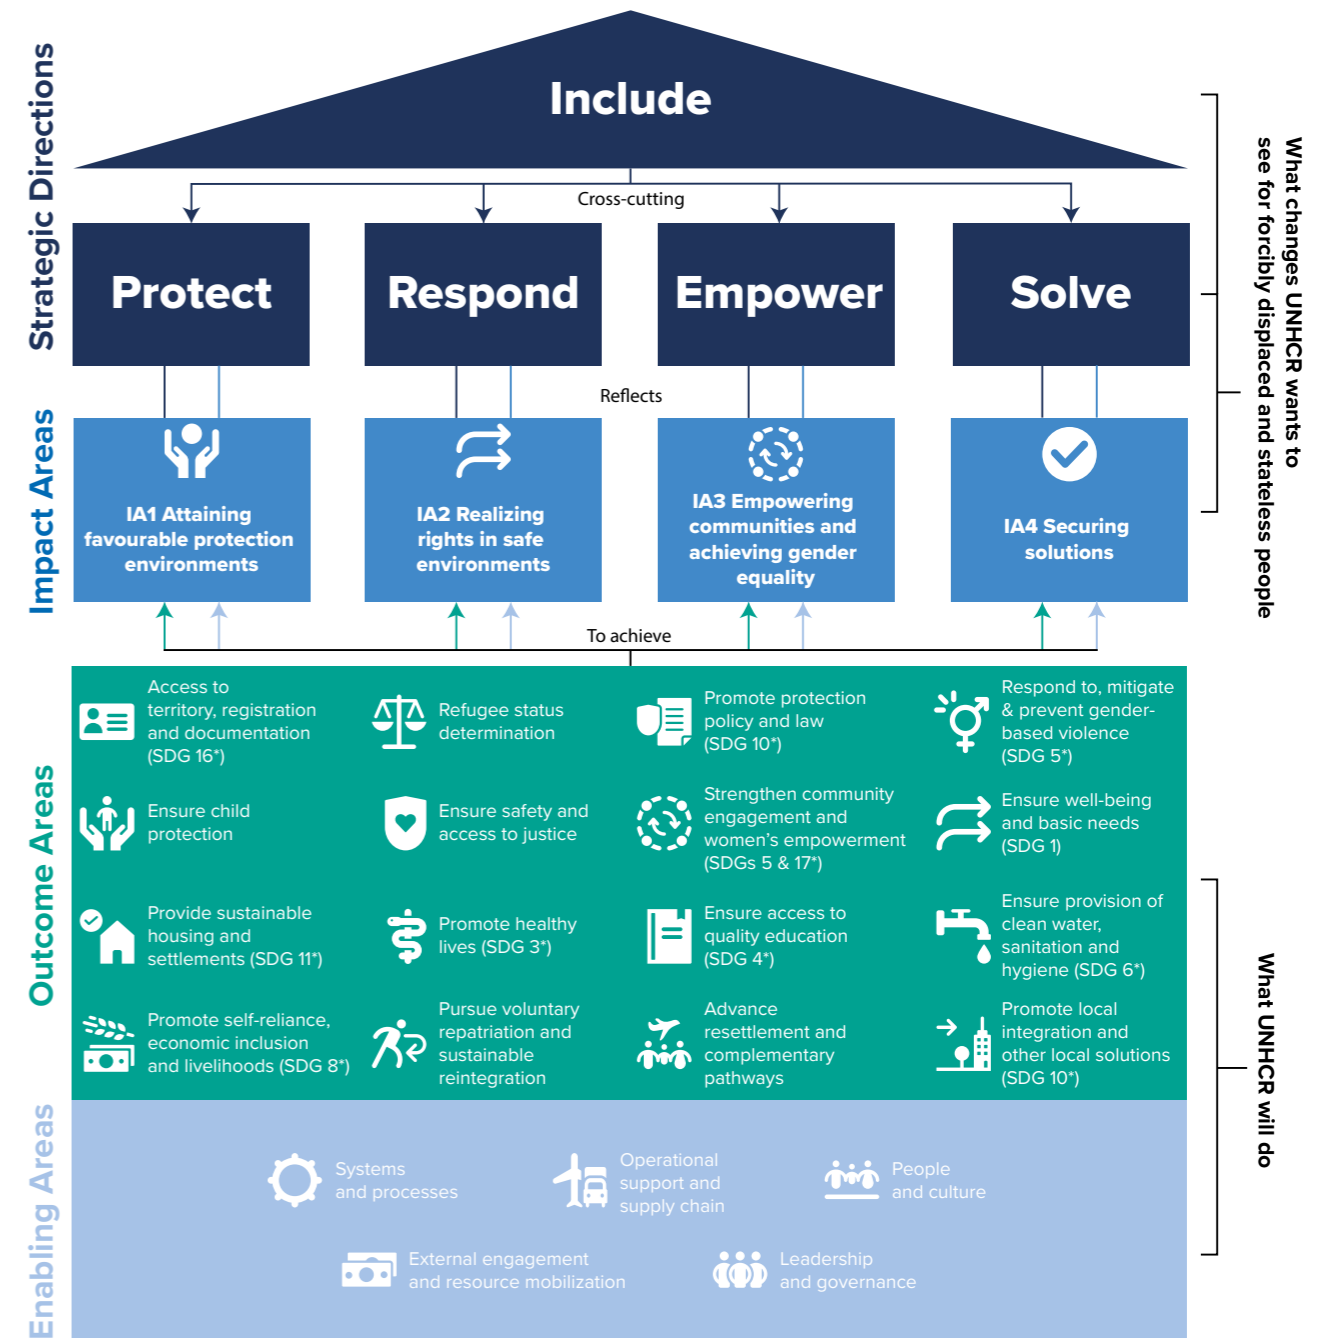 Strategic Directions
Include
Cross-cutting
Protect
Respond
Empower
Solve
What changes UNHCR wants to
see for forcibly displaced and stateless people
Reflects
Impact Areas
IA1 Attaining
favourable protection
environments
IA2 Realizing
rights in safe
environments
IA3 Empowering
communities and
achieving gender
equality
IA4 Securing
solutions
To achieve
Outcome Areas
Access to
territory, registration
and documentation
(SDG 16*)
Refugee status
determination
Promote protection
policy and law
(SDG 10*)
Respond to, mitigate
& prevent gender-
based violence
(SDG 5*)
Ensure child
protection
Ensure safety and
access to justice
Strengthen community
engagement and
women's empowerment
(SDGs 5 & 17*)
Ensure well-being
and basic needs
(SDG 1)
Provide sustainable
housing and
settlements (SDG 11*)
Promote healthy
lives (SDG 3*)
Ensure access to
quality education
(SDG 4*)
Ensure provision of
clean water,
sanitation and
hygiene (SDG 6*)
Promote self-reliance,
economic inclusion
and livelihoods (SDG 8*)
Pursue voluntary
repatriation and
sustainable
reintegration
Advance
resettlement and
complementary
pathways
Promote local
integration and
other local solutions
(SDG 10*)
What UNHCR will do
Enabling Areas
Systems
and processes
Operational
support and
supply chain
People
and culture
External engagement
and resource mobilization
Leadership
and governance